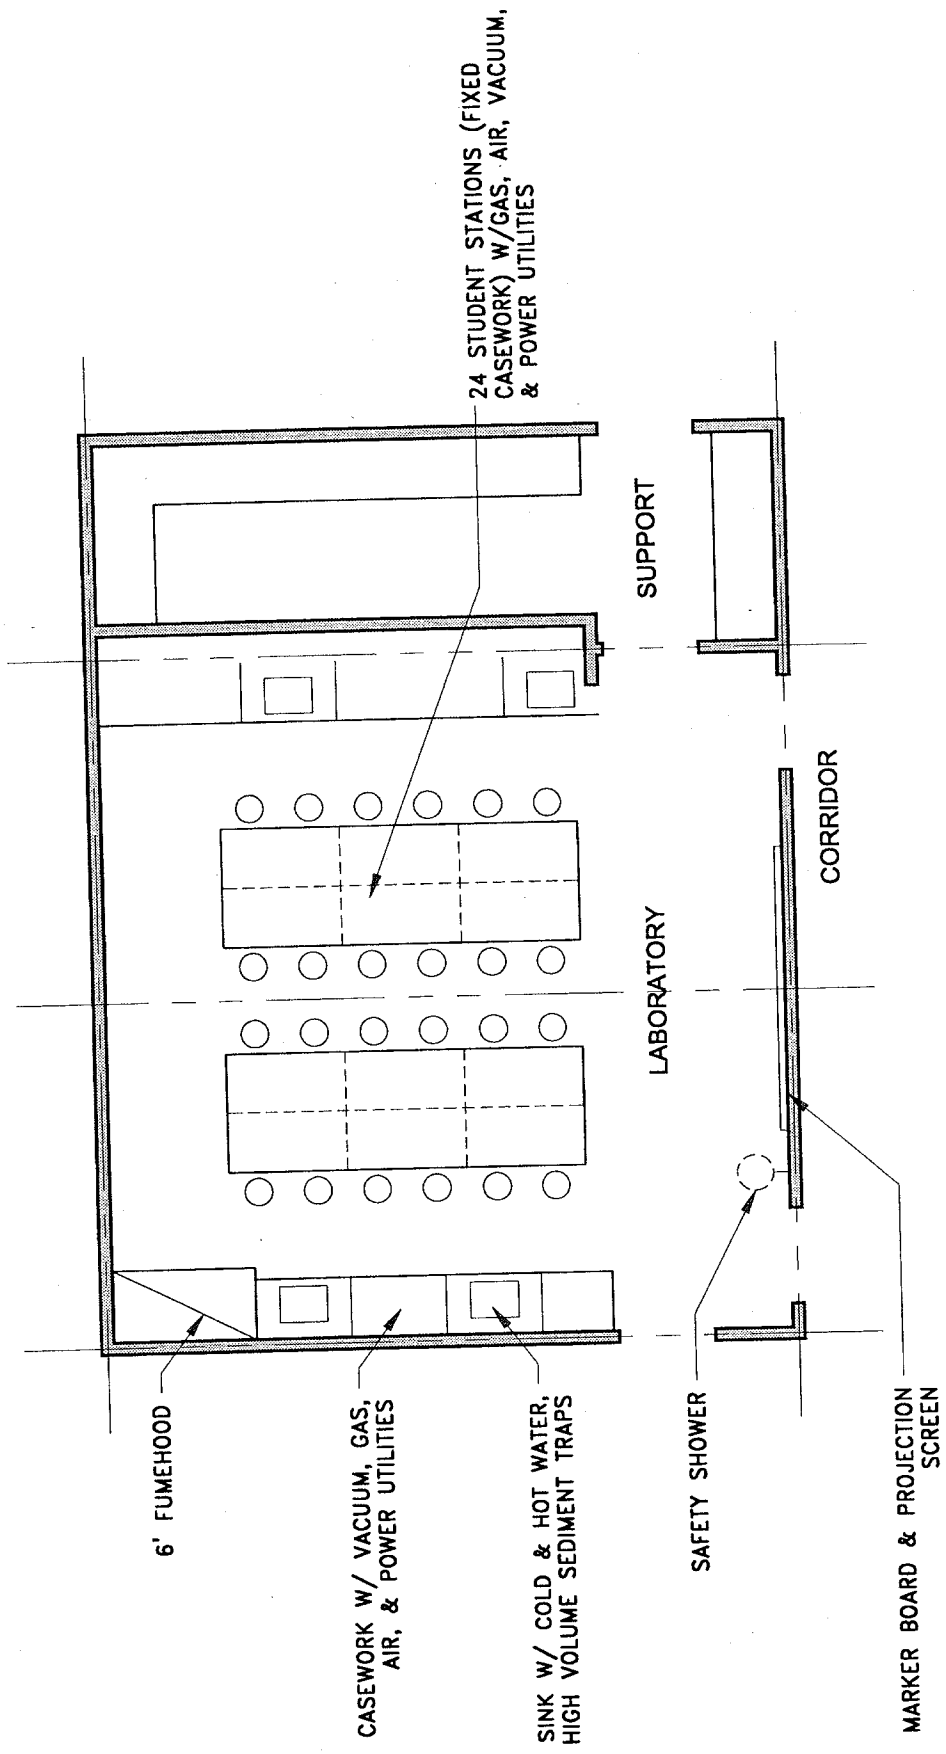 6' FUMEHOOD
CASEWORK W/ VACUUM, GAS,
AIR, & POWER UTILITIES
SINK W/ COLD & HOT WATER,
HIGH VOLUME SEDIMENT TRAPS
SAFETY SHOWER
MARKER BOARD & PROJECTION
SCREEN
LABORATORY
CORRIDOR
SUPPORT
24 STUDENT STATIONS (FIXED
CASEWORK) W/GAS, AIR, VACUUM,
& POWER UTILITIES